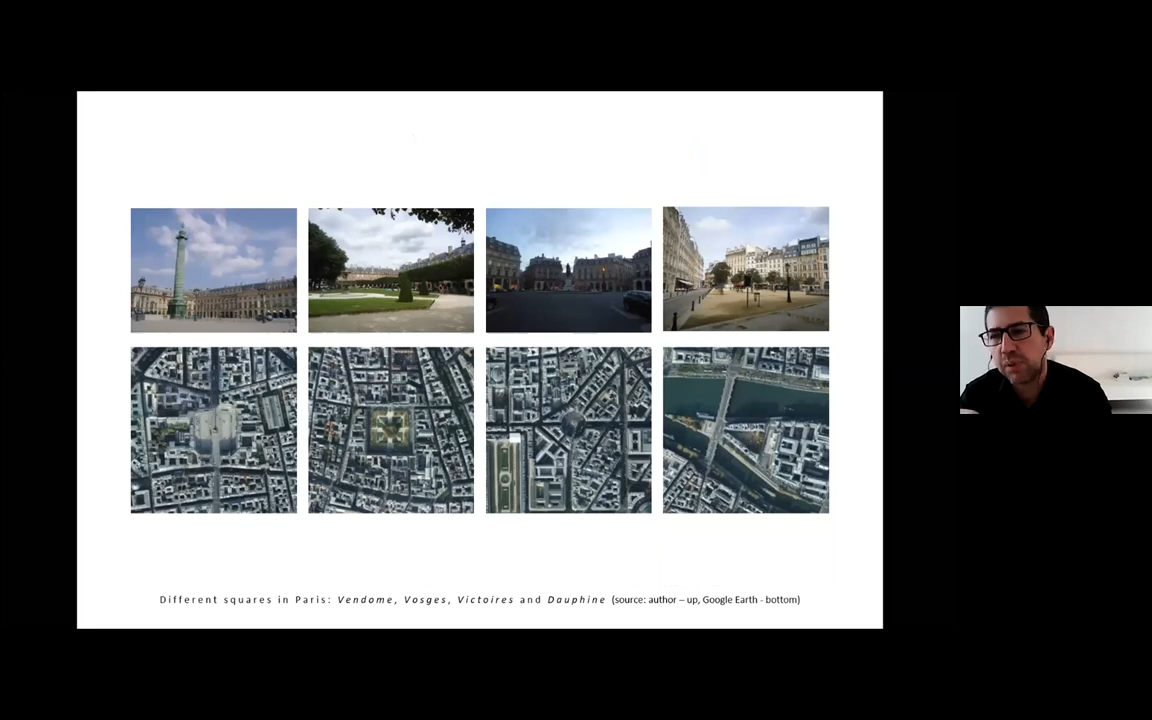 Different squares in Paris: Vendome, Vosges, Victoires and Dauphine (source: author – up, Google Earth - bottom)